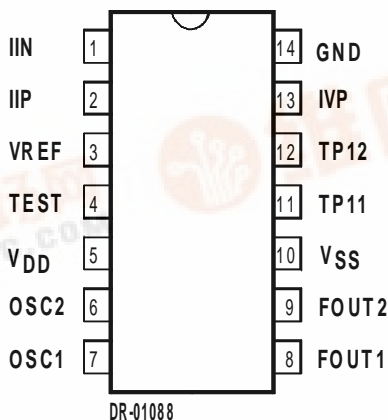 IIN 1 14 GND
IIP 2 13 IVP
VREF 3 12 TP12
TEST 4 11 TP11
VDD 5 10 VSS
OSC2 6 9 FOUT2
OSC1 7 8 FOUT1
DR-01088